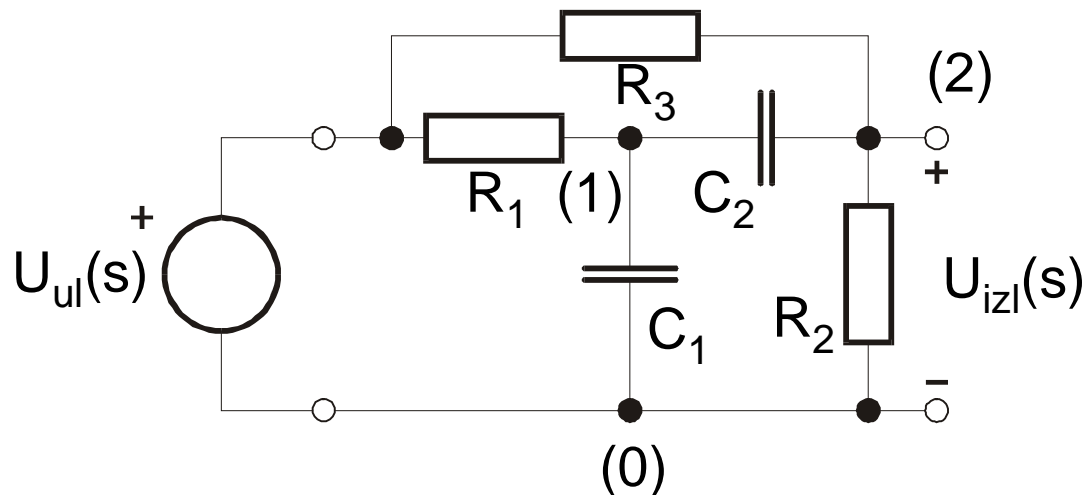 R3
(2)
+
R1
(1)
C2
+
Uul(s)
C1
R2
Uizl(s)
+
−
(0)